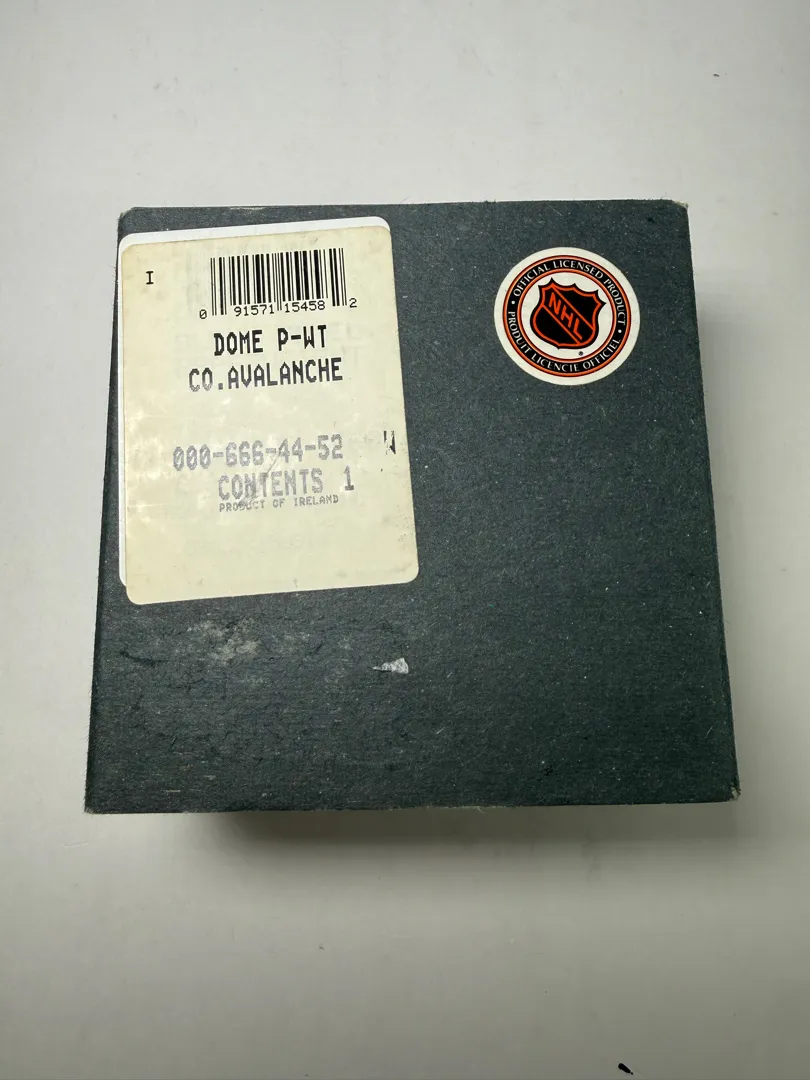 I
0 91571 15458 2
DOME P-WT
CO.AVALANCHE
000-666-44-52
CONTENTS 1
PRODUCT OF IRELAND
• OFFICIAL LICENSED PRODUCT •
NHL
®
PRODUIT LICENCIE OFFICIEL